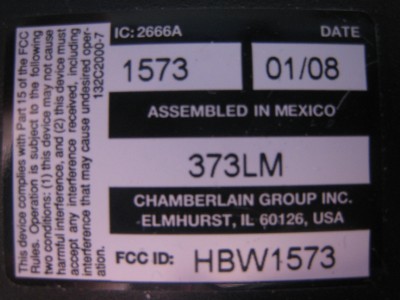 This device complies with Part 15 of the FCC
Rules. Operation is subject to the following
two conditions: (1) this device may not cause
harmful interference, and (2) this device must
accept any interference received, including
interference that may cause undesired oper-
ation. 132C2000-7
IC: 2666A DATE
1573 01/08
ASSEMBLED IN MEXICO
373LM
CHAMBERLAIN GROUP INC.
ELMHURST, IL 60126, USA
FCC ID: HBW1573